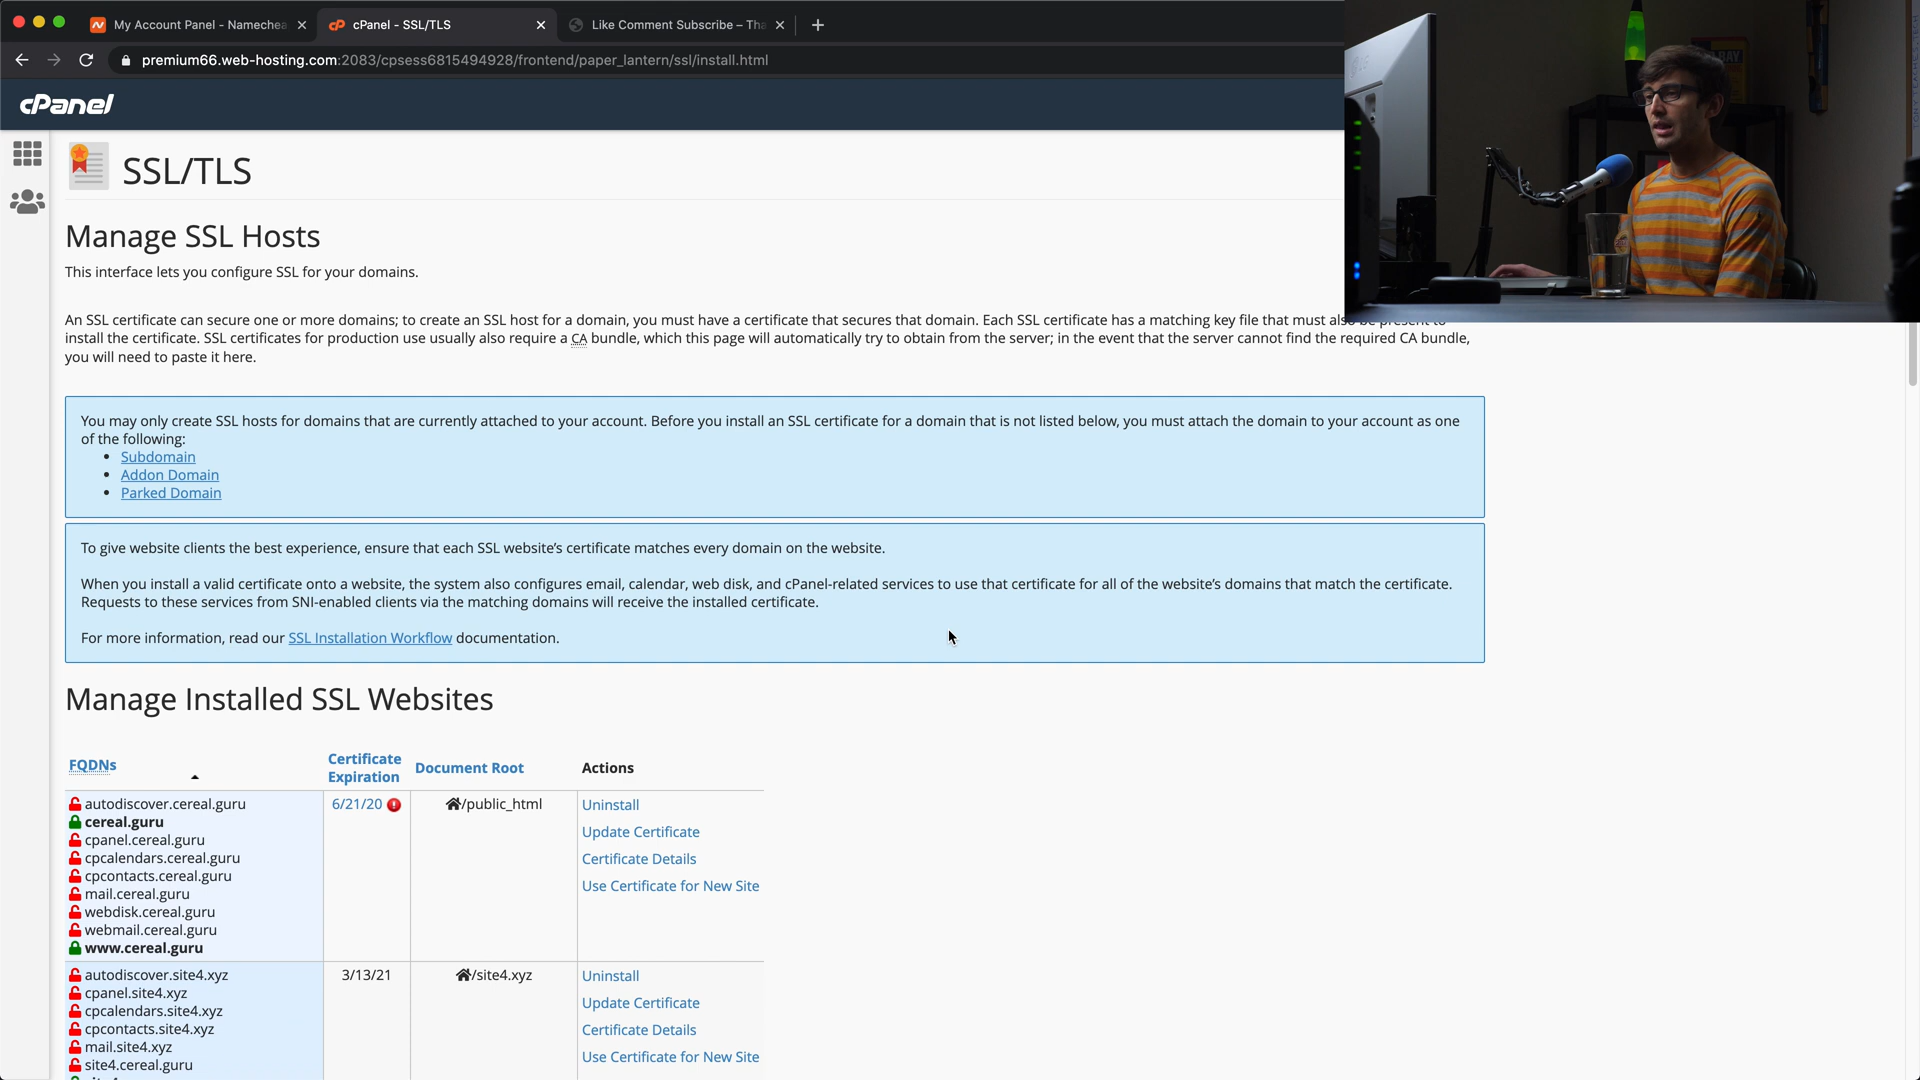 My Account Panel - Namechea
cPanel - SSL/TLS
Like Comment Subscribe – Tha
premium66.web-hosting.com:2083/cpsess6815494928/frontend/paper_lantern/ssl/install.html
cPanel
SSL/TLS
Manage SSL Hosts
This interface lets you configure SSL for your domains.
An SSL certificate can secure one or more domains; to create an SSL host for a domain, you must have a certificate that secures that domain. Each SSL certificate has a matching key file that must also be present to
install the certificate. SSL certificates for production use usually also require a CA bundle, which this page will automatically try to obtain from the server; in the event that the server cannot find the required CA bundle,
you will need to paste it here.
You may only create SSL hosts for domains that are currently attached to your account. Before you install an SSL certificate for a domain that is not listed below, you must attach the domain to your account as one
of the following:
Subdomain
Addon Domain
Parked Domain
To give website clients the best experience, ensure that each SSL website’s certificate matches every domain on the website.
When you install a valid certificate onto a website, the system also configures email, calendar, web disk, and cPanel-related services to use that certificate for all of the website’s domains that match the certificate.
Requests to these services from SNI-enabled clients via the matching domains will receive the installed certificate.
For more information, read our SSL Installation Workflow documentation.
Manage Installed SSL Websites
FQDNs
Certificate
Expiration
Document Root
Actions
autodiscover.cereal.guru
cereal.guru
cpanel.cereal.guru
cpcalendars.cereal.guru
cpcontacts.cereal.guru
mail.cereal.guru
webdisk.cereal.guru
webmail.cereal.guru
www.cereal.guru
6/21/20
/public_html
Uninstall
Update Certificate
Certificate Details
Use Certificate for New Site
autodiscover.site4.xyz
cpanel.site4.xyz
cpcalendars.site4.xyz
cpcontacts.site4.xyz
mail.site4.xyz
site4.cereal.guru
3/13/21
/site4.xyz
Uninstall
Update Certificate
Certificate Details
Use Certificate for New Site